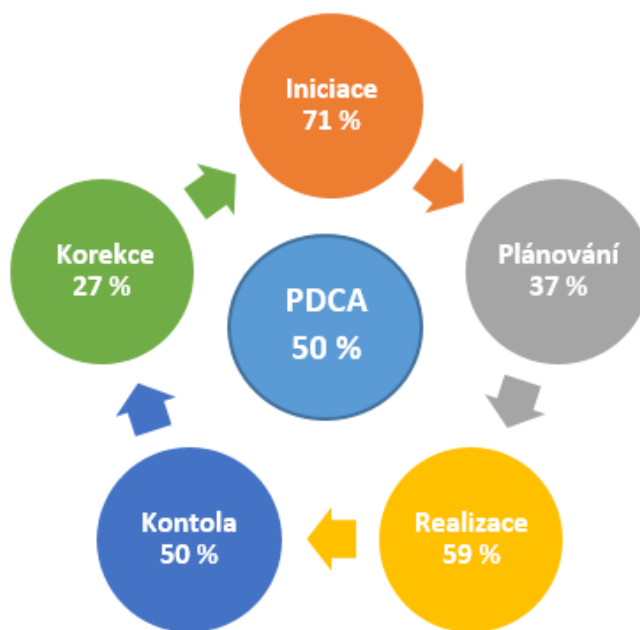 Iniciace
71 %
Plánování
37 %
Realizace
59 %
Kontola
50 %
Korekce
27 %
PDCA
50 %